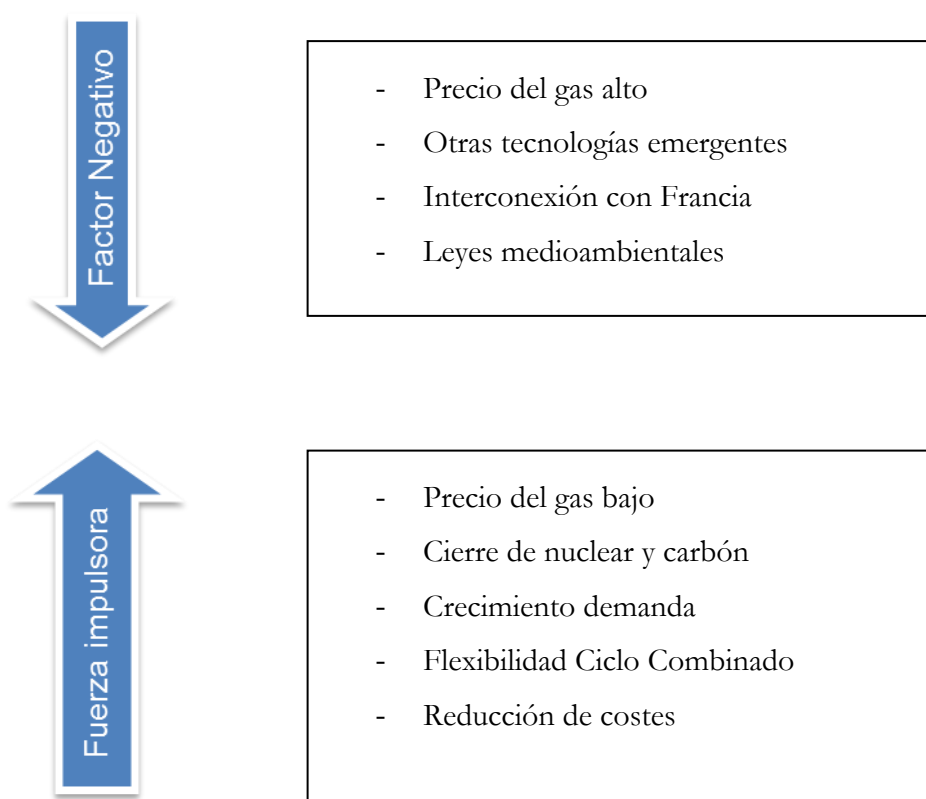 Factor Negativo
- Precio del gas alto
- Otras tecnologías emergentes
- Interconexión con Francia
- Leyes medioambientales
Fuerza impulsora
- Precio del gas bajo
- Cierre de nuclear y carbón
- Crecimiento demanda
- Flexibilidad Ciclo Combinado
- Reducción de costes